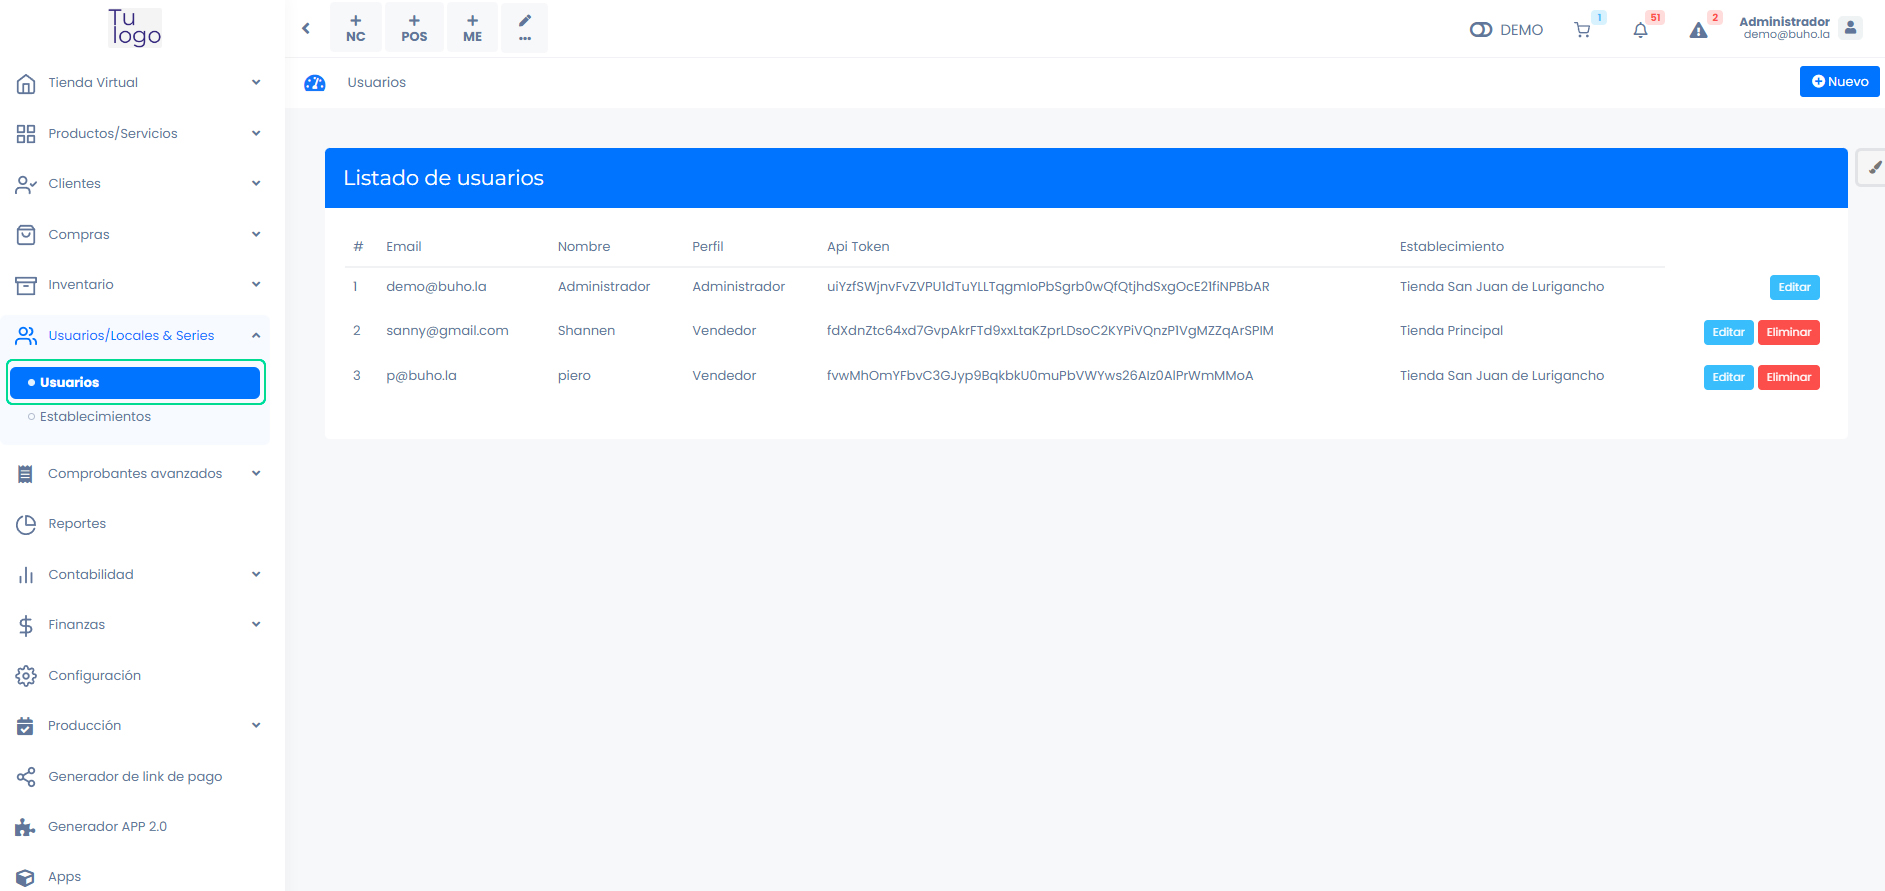 Tu
logo
Tienda Virtual
Productos/Servicios
Clientes
Compras
Inventario
Usuarios/Locales & Series
Usuarios
Establecimientos
Comprobantes avanzados
Reportes
Contabilidad
Finanzas
Configuración
Producción
Generador de link de pago
Generador APP 2.0
Apps
NC
POS
ME
...
DEMO
1
51
2
Administrador
demo@buho.la
Usuarios
Nuevo
Listado de usuarios
# Email Nombre Perfil Api Token Establecimiento
1 demo@buho.la Administrador Administrador uiYzfSWjnvFvZVPU1dTuYLLTqgmIoPbSgrb0wQfQtjhdSxgOcE21fiNPBbAR Tienda San Juan de Lurigancho Editar
2 sanny@gmail.com Shannen Vendedor fdXdnZtc64xd7GvpAkrFTd9xxLtaKZprLDsoC2KYPiVQnzP1VgMZZqArSPIM Tienda Principal Editar Eliminar
3 p@buho.la piero Vendedor fvwMhOmYFbvC3GJyp9BqkbkU0muPbVWYws26AIz0AlPrWmMMoA Tienda San Juan de Lurigancho Editar Eliminar